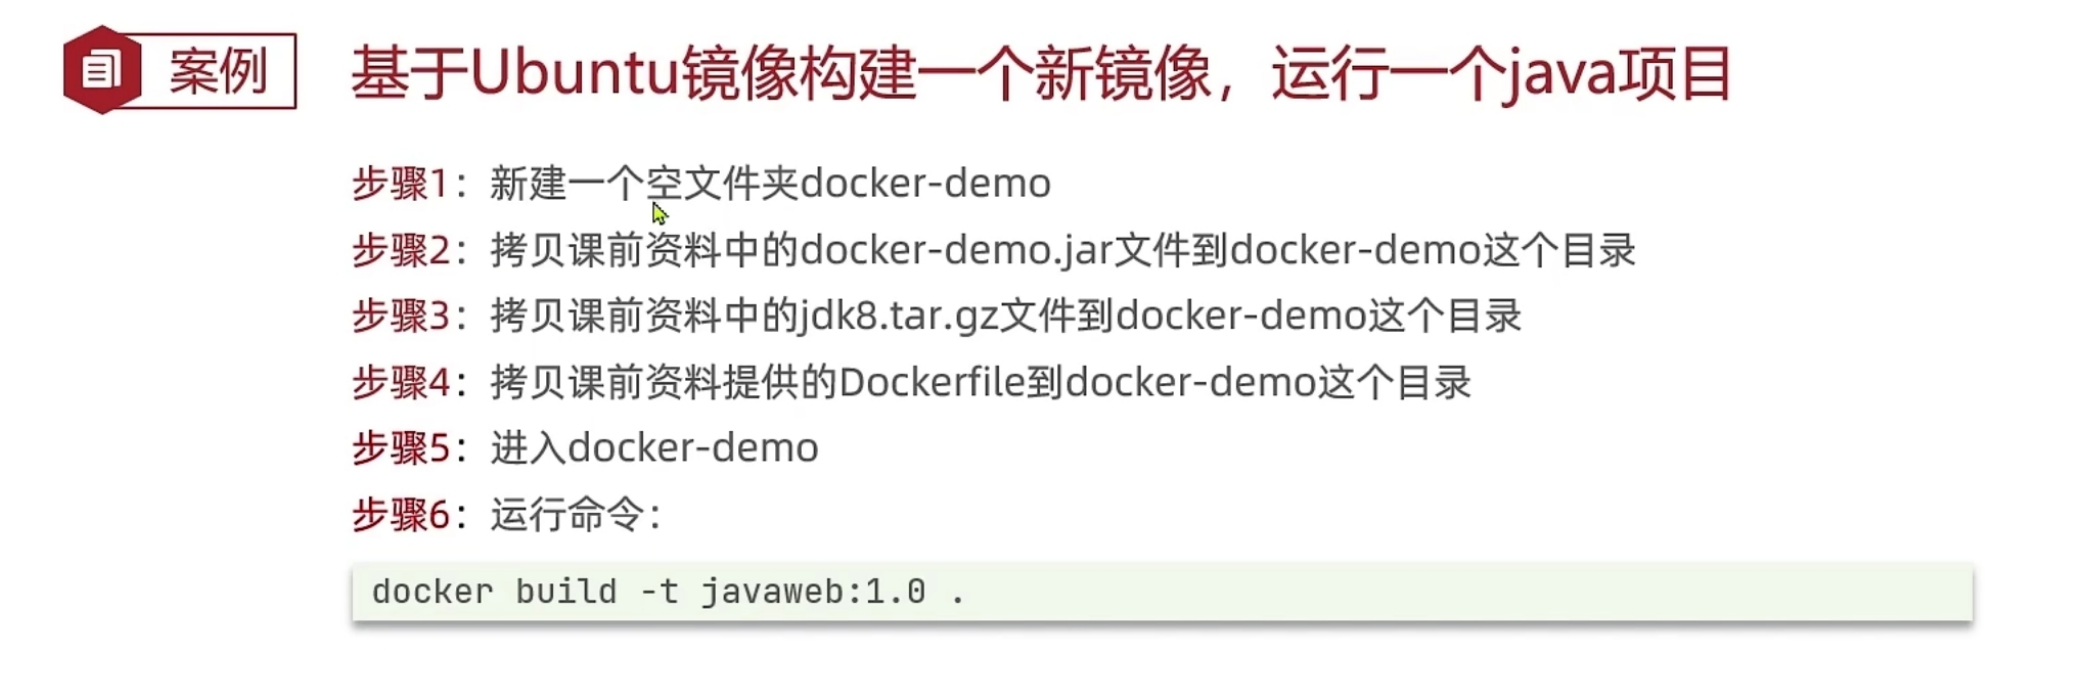 案例
基于Ubuntu镜像构建一个新镜像，运行一个java项目
步骤1：新建一个空文件夹docker-demo
步骤2：拷贝课前资料中的docker-demo.jar文件到docker-demo这个目录
步骤3：拷贝课前资料中的jdk8.tar.gz文件到docker-demo这个目录
步骤4：拷贝课前资料提供的Dockerfile到docker-demo这个目录
步骤5：进入docker-demo
步骤6：运行命令：
docker build -t javaweb:1.0 .